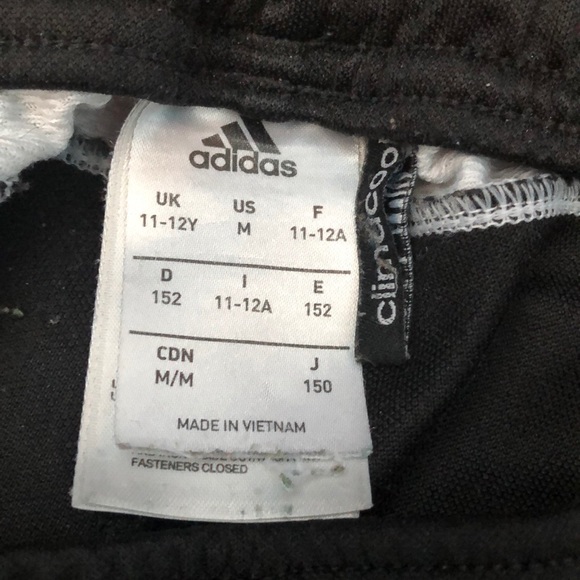 adidas
UK US F
11-12Y M 11-12A
D I E
152 11-12A 152
CDN J
M/M 150
MADE IN VIETNAM
FASTENERS CLOSED
climacool